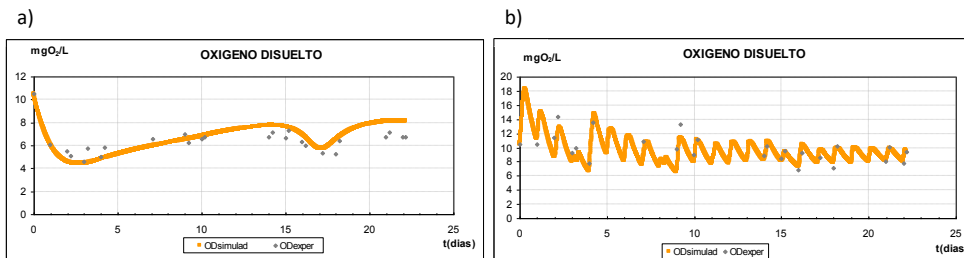 a)
OXIGENO DISUELTO
mgO2/L
12
10
8
6
4
2
0
0 5 10 15 20 25
t(dias)
ODsimulad ODexper
b)
OXIGENO DISUELTO
mgO2/L
20
18
16
14
12
10
8
6
4
2
0
0 5 10 15 20 25
t(dias
ODsimulad ODexper